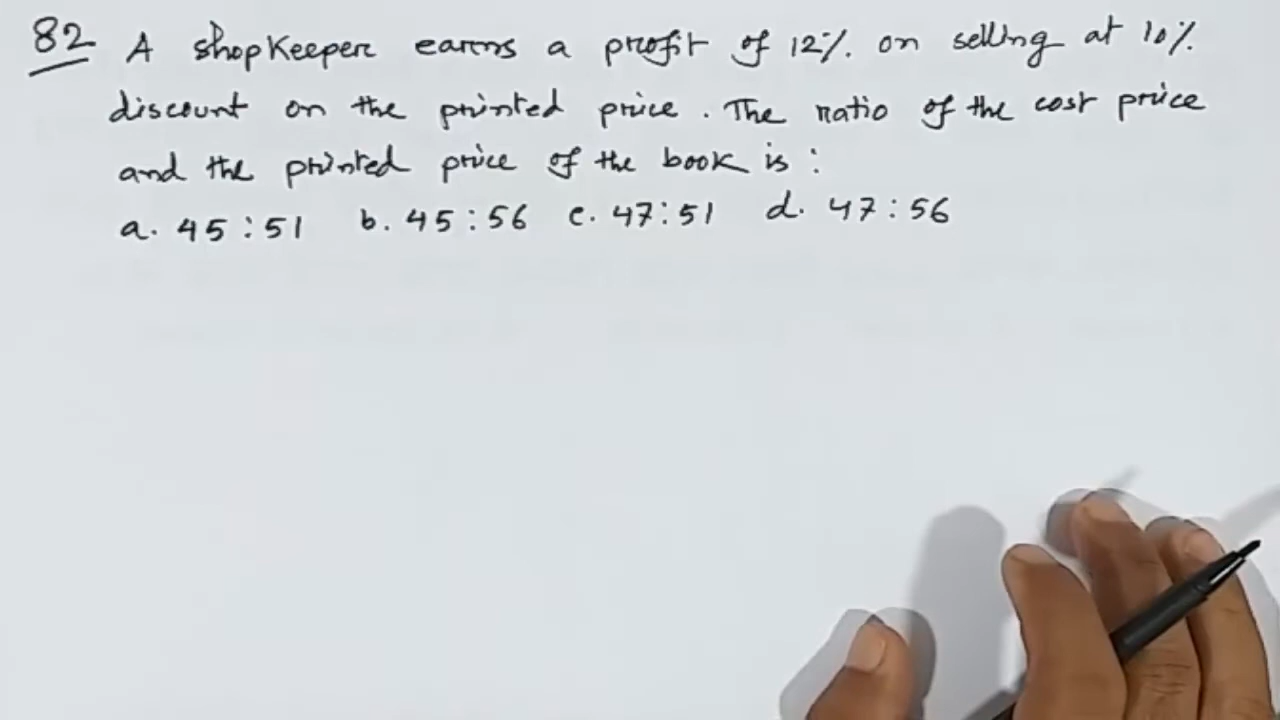 82 A shopkeeper earns a profit of 12% on selling at 10%
discount on the printed price. The ratio of the cost price
and the printed price of the book is:
a. 45:51 b. 45:56 c. 47:51 d. 47:56